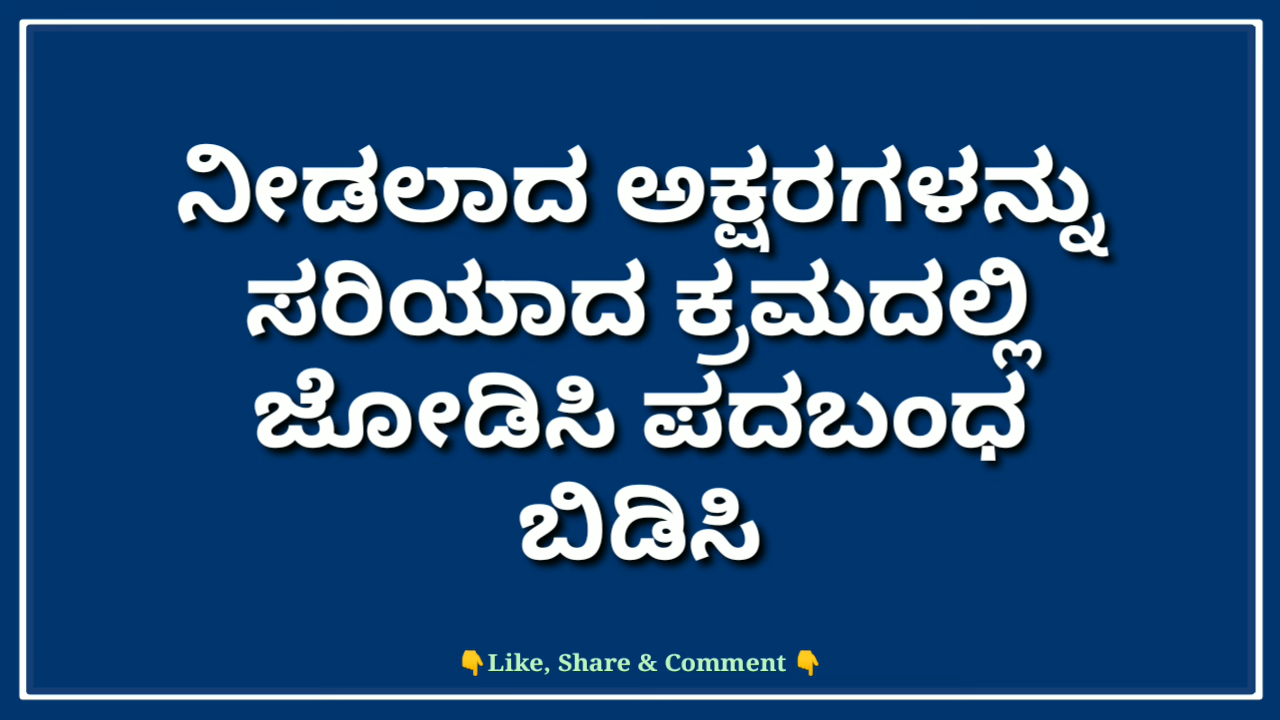 ನೀಡಲಾದ ಅಕ್ಷರಗಳನ್ನು
ಸರಿಯಾದ ಕ್ರಮದಲ್ಲಿ
ಜೋಡಿಸಿ ಪದಬಂಧ
ಬಿಡಿಸಿ
👇Like, Share & Comment 👇